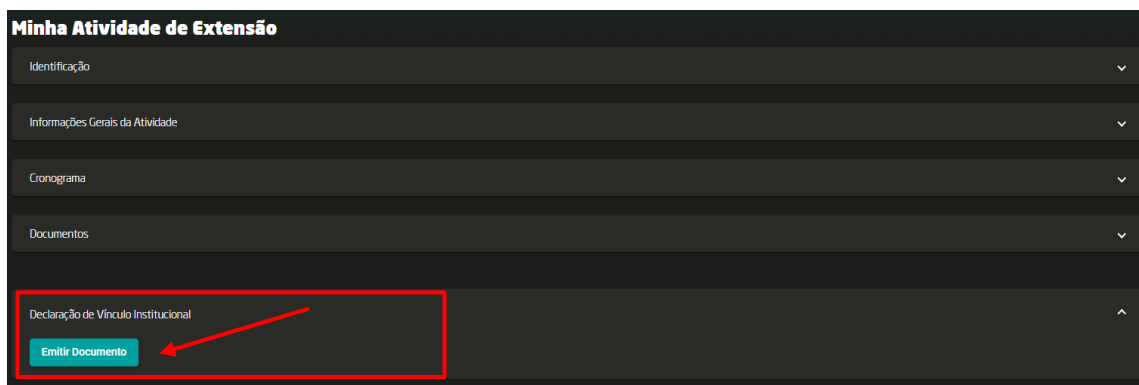 Minha Atividade de Extensão
Identificação
Informações Gerais da Atividade
Cronograma
Documentos
Declaração de Vínculo Institucional
Emitir Documento